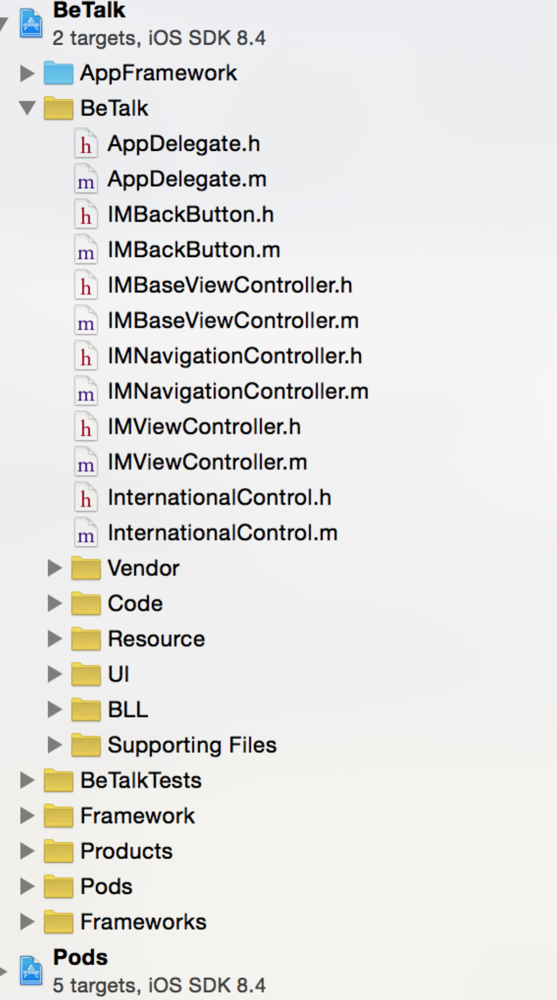 BeTalk
2 targets, iOS SDK 8.4
AppFramework
BeTalk
h AppDelegate.h
m AppDelegate.m
h IMBackButton.h
m IMBackButton.m
h IMBaseViewController.h
m IMBaseViewController.m
h IMNavigationController.h
m IMNavigationController.m
h IMViewController.h
m IMViewController.m
h InternationalControl.h
m InternationalControl.m
Vendor
Code
Resource
UI
BLL
Supporting Files
BeTalkTests
Framework
Products
Pods
Frameworks
Pods
5 targets, iOS SDK 8.4